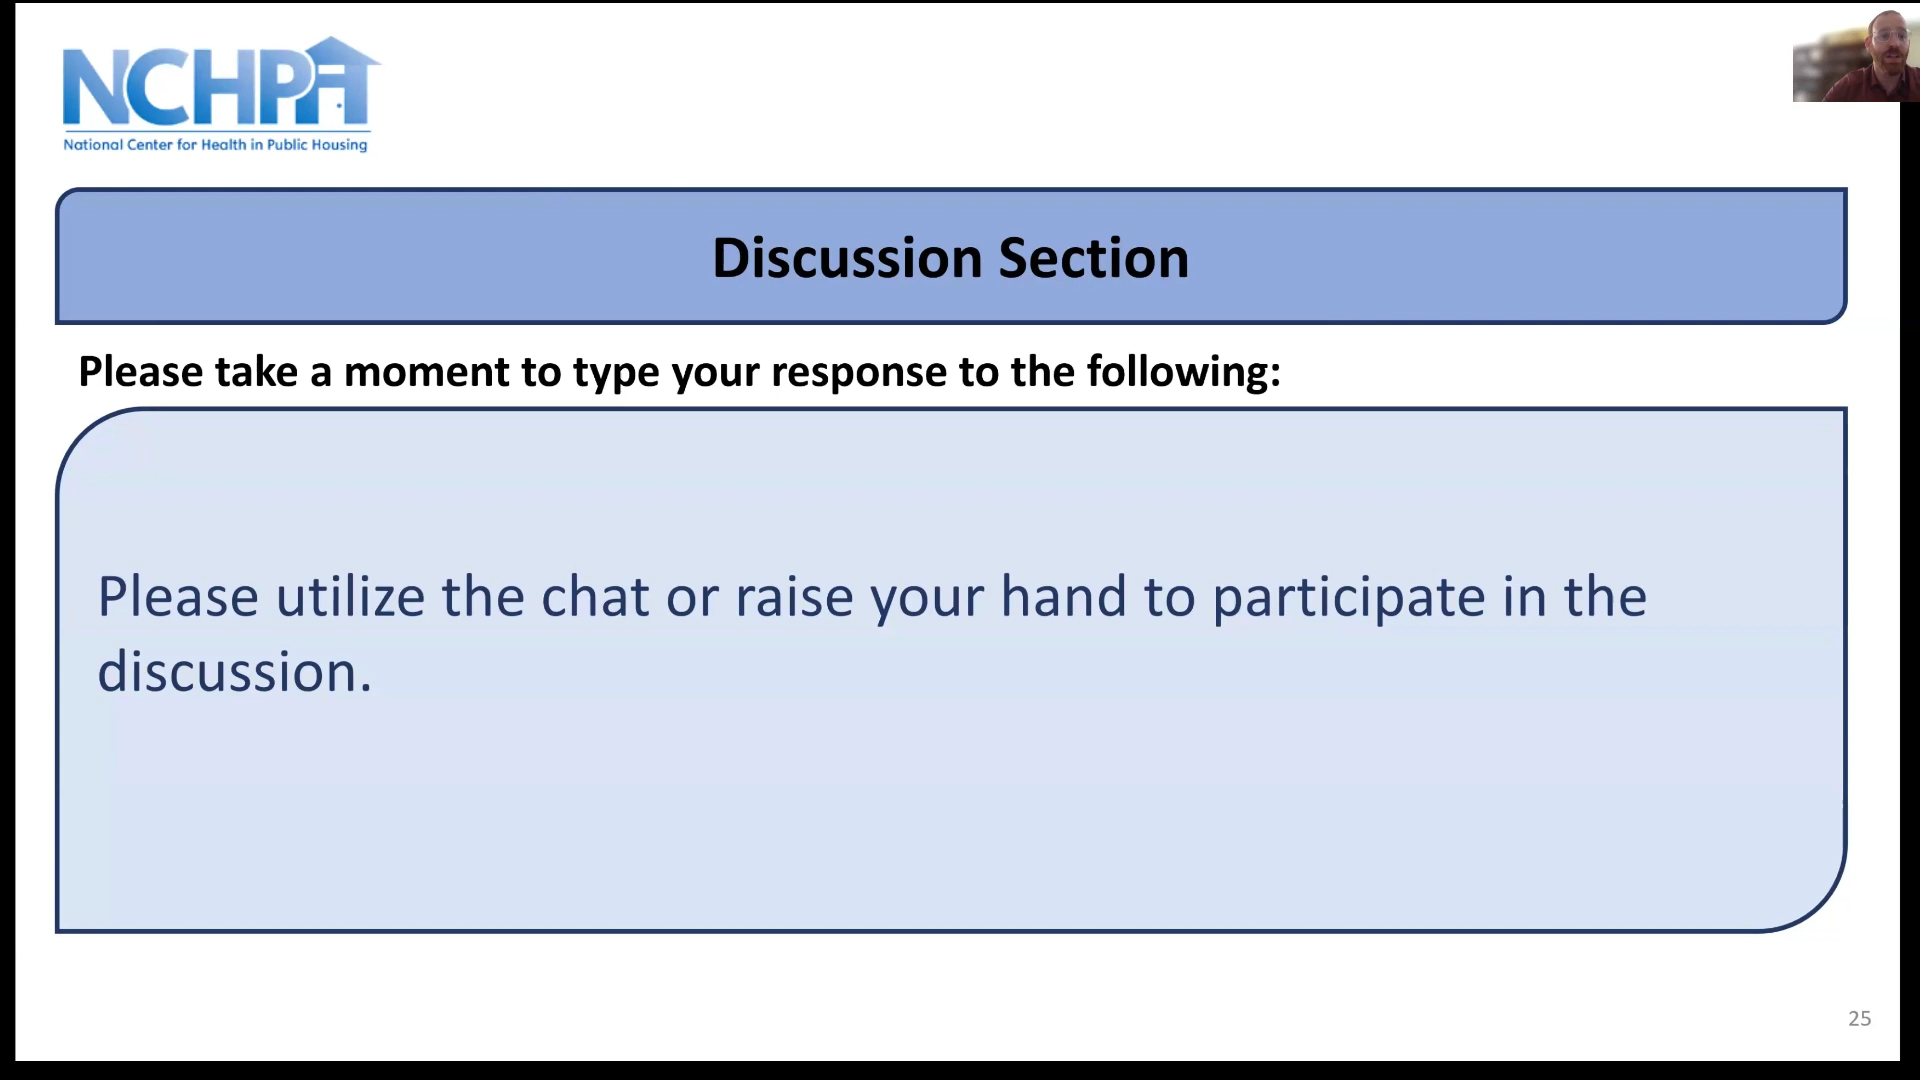 NCHPH
National Center for Health in Public Housing
Discussion Section
Please take a moment to type your response to the following:
Please utilize the chat or raise your hand to participate in the
discussion.
25